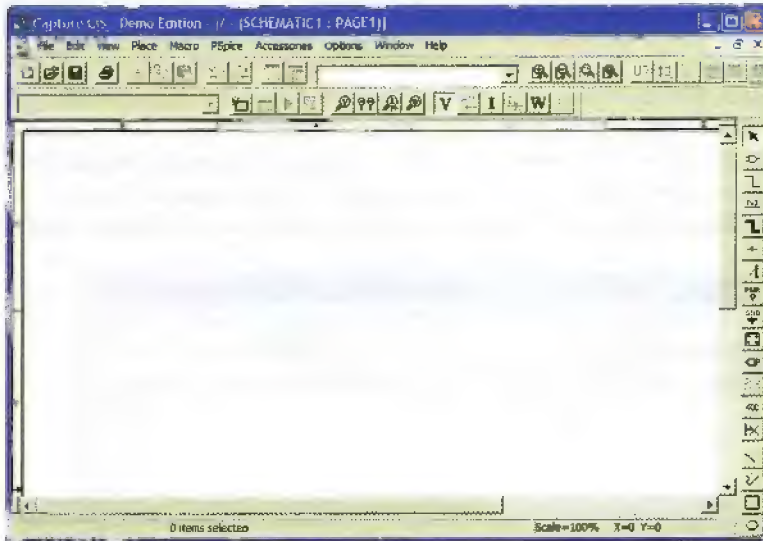 Capture CIS - Demo Edition - [/ - (SCHEMATIC1 : PAGE1)]
File Edit View Place Macro PSpice Accessories Options Window Help
V I W
0 items selected Scale=100% X=0 Y=0